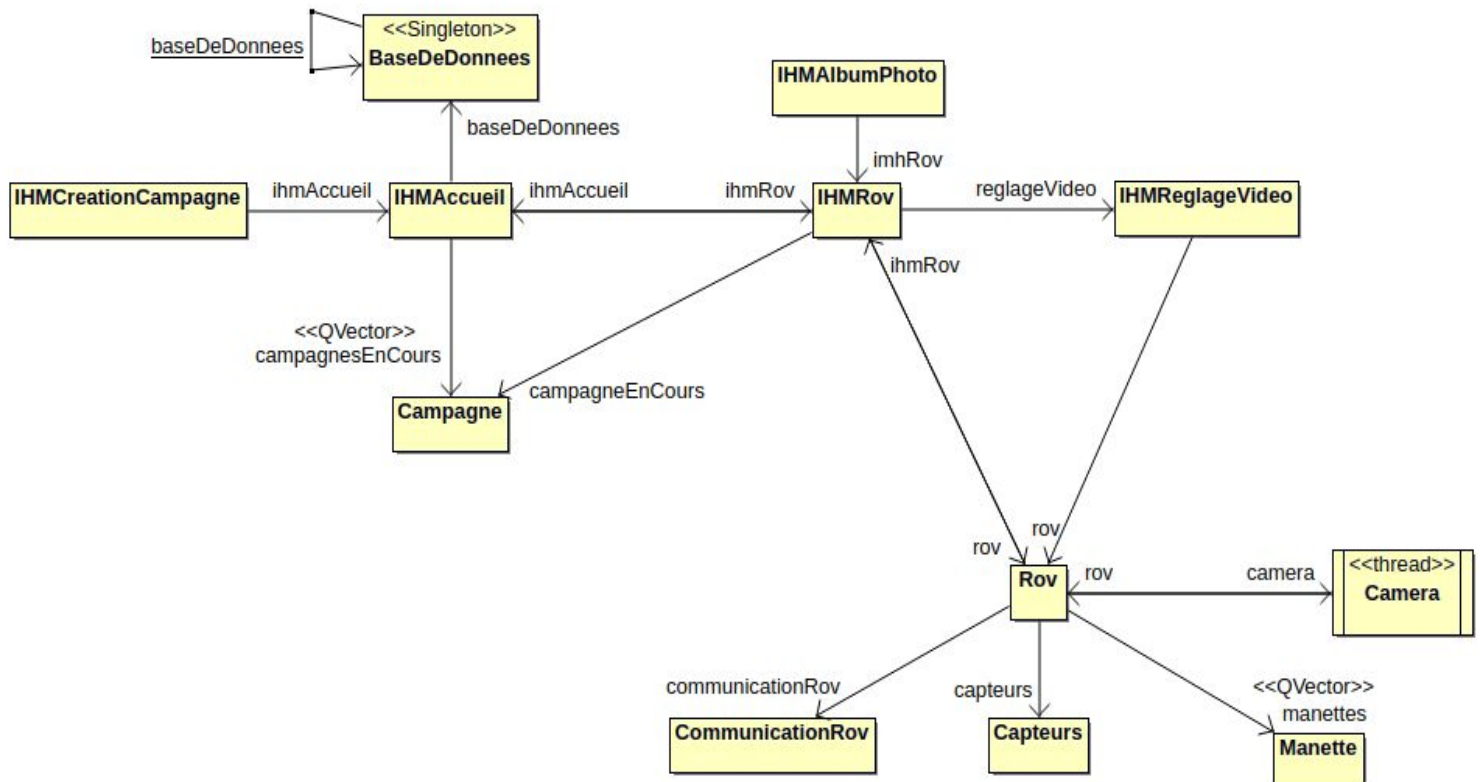 <<Singleton>>
BaseDeDonnees
baseDeDonnees
baseDeDonnees
IHMAlbumPhoto
imhRov
IHMCreationCampagne
ihmAccueil
IHMAccueil
ihmAccueil
ihmRov
IHMRov
reglageVideo
IHMReglageVideo
ihmRov
<<QVector>>
campagnesEnCours
campagneEnCours
Campagne
rov
rov
Rov
rov
camera
<<thread>>
Camera
communicationRov
CommunicationRov
capteurs
Capteurs
<<QVector>>
manettes
Manette